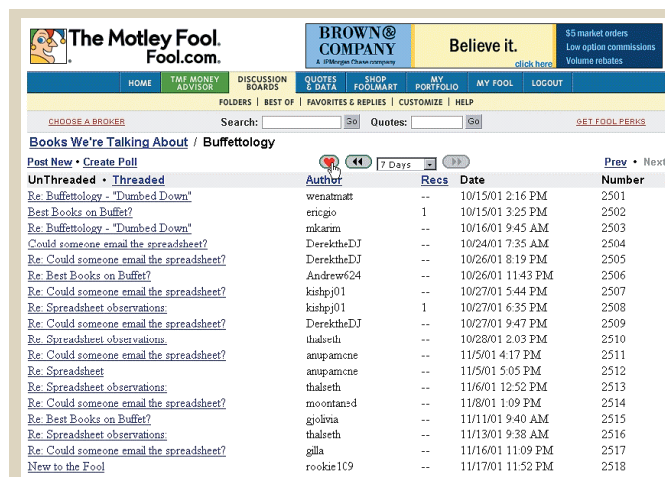 The Motley Fool.
Fool.com.
BROWN& COMPANY
A JPMorgan Chase company
Believe it.
click here
$5 market orders
Low option commissions
Volume rebates
HOME TMF MONEY ADVISOR DISCUSSION BOARDS QUOTES & DATA SHOP FOOLMART MY PORTFOLIO MY FOOL LOGOUT
FOLDERS | BEST OF | FAVORITES & REPLIES | CUSTOMIZE | HELP
CHOOSE A BROKER Search: Go Quotes: Go GET FOOL PERKS
Books We're Talking About / Buffettology
Post New • Create Poll 7 Days Prev • Next
UnThreaded • Threaded Author Recs Date Number
Re: Buffettology - "Dumbed Down" wenatmatt -- 10/15/01 2:16 PM 2501
Best Books on Buffet? ericgio 1 10/15/01 3:25 PM 2502
Re: Buffettology - "Dumbed Down" mkarim -- 10/16/01 9:45 AM 2503
Could someone email the spreadsheet? DerektheDJ -- 10/24/01 7:35 AM 2504
Re: Could someone email the spreadsheet? DerektheDJ -- 10/26/01 8:19 PM 2505
Re: Best Books on Buffet? Andrew624 -- 10/26/01 11:43 PM 2506
Re: Could someone email the spreadsheet? kishpj01 -- 10/27/01 5:44 PM 2507
Re: Spreadsheet observations: kishpj01 1 10/27/01 6:35 PM 2508
Re: Could someone email the spreadsheet? DerektheDJ -- 10/27/01 9:47 PM 2509
Re: Spreadsheet observations: thalseth -- 10/28/01 2:03 PM 2510
Re: Could someone email the spreadsheet? anupamcne -- 11/5/01 4:17 PM 2511
Re: Spreadsheet anupamcne -- 11/5/01 5:05 PM 2512
Re: Spreadsheet observations: thalseth -- 11/6/01 12:52 PM 2513
Re: Could someone email the spreadsheet? moontaned -- 11/8/01 1:09 PM 2514
Re: Best Books on Buffet? gjolivia -- 11/11/01 9:40 AM 2515
Re: Spreadsheet observations: thalseth -- 11/13/01 9:38 AM 2516
Re: Could someone email the spreadsheet? gilla -- 11/16/01 11:09 PM 2517
New to the Fool rookie109 -- 11/17/01 11:52 PM 2518